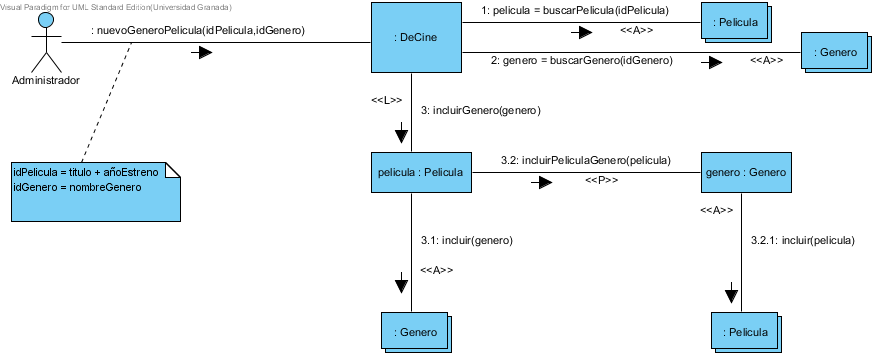 Visual Paradigm for UML Standard Edition(Universidad Granada)
: nuevoGeneroPelicula(idPelicula,idGenero)
Administrador
: DeCine
1: pelicula = buscarPelicula(idPelicula)
<<A>>
: Pelicula
2: genero = buscarGenero(idGenero)
<<A>>
: Genero
<<L>>
3: incluirGenero(genero)
idPelicula = titulo + añoEstreno
idGenero = nombreGenero
pelicula : Pelicula
3.2: incluirPeliculaGenero(pelicula)
<<P>>
genero : Genero
3.1: incluir(genero)
<<A>>
<<A>>
3.2.1: incluir(pelicula)
: Genero
: Pelicula